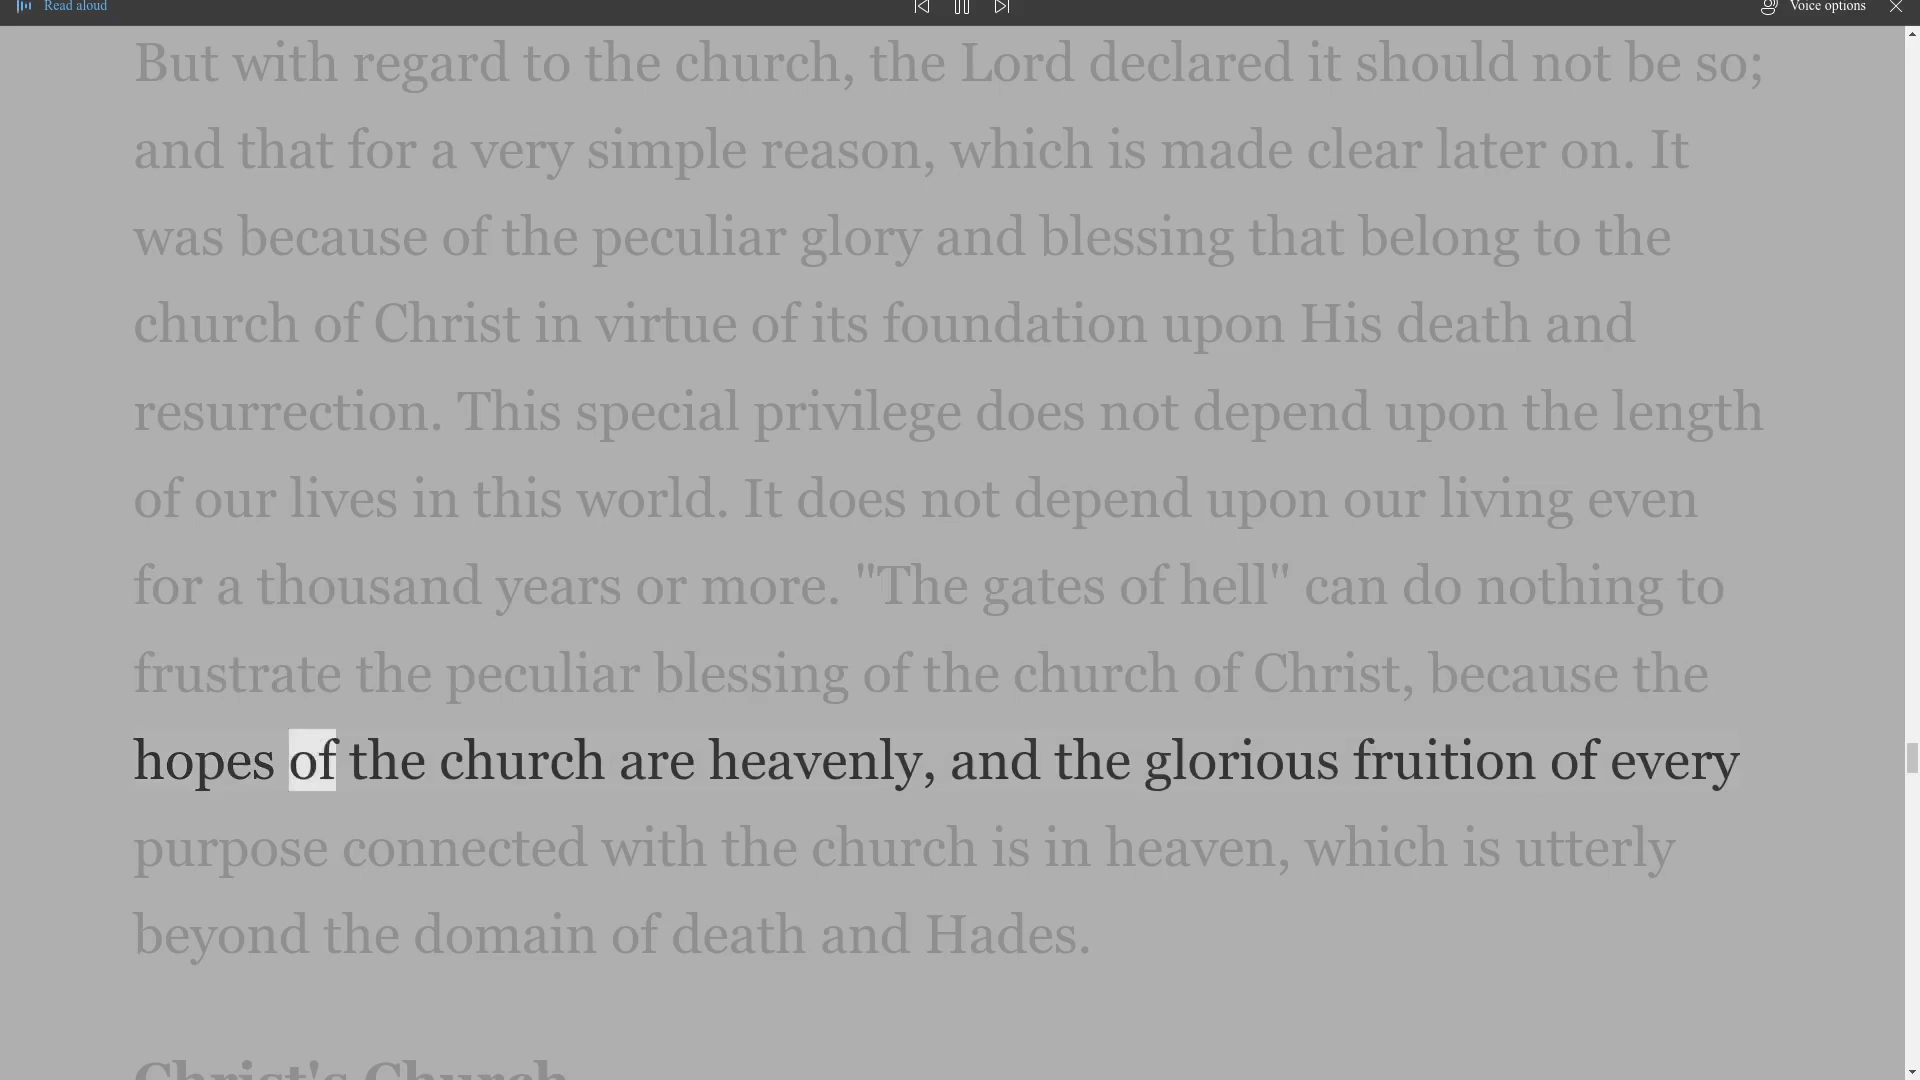 Read aloud
Voice options
But with regard to the church, the Lord declared it should not be so;
and that for a very simple reason, which is made clear later on. It
was because of the peculiar glory and blessing that belong to the
church of Christ in virtue of its foundation upon His death and
resurrection. This special privilege does not depend upon the length
of our lives in this world. It does not depend upon our living even
for a thousand years or more. "The gates of hell" can do nothing to
frustrate the peculiar blessing of the church of Christ, because the
hopes of the church are heavenly, and the glorious fruition of every
purpose connected with the church is in heaven, which is utterly
beyond the domain of death and Hades.
Christ's Church